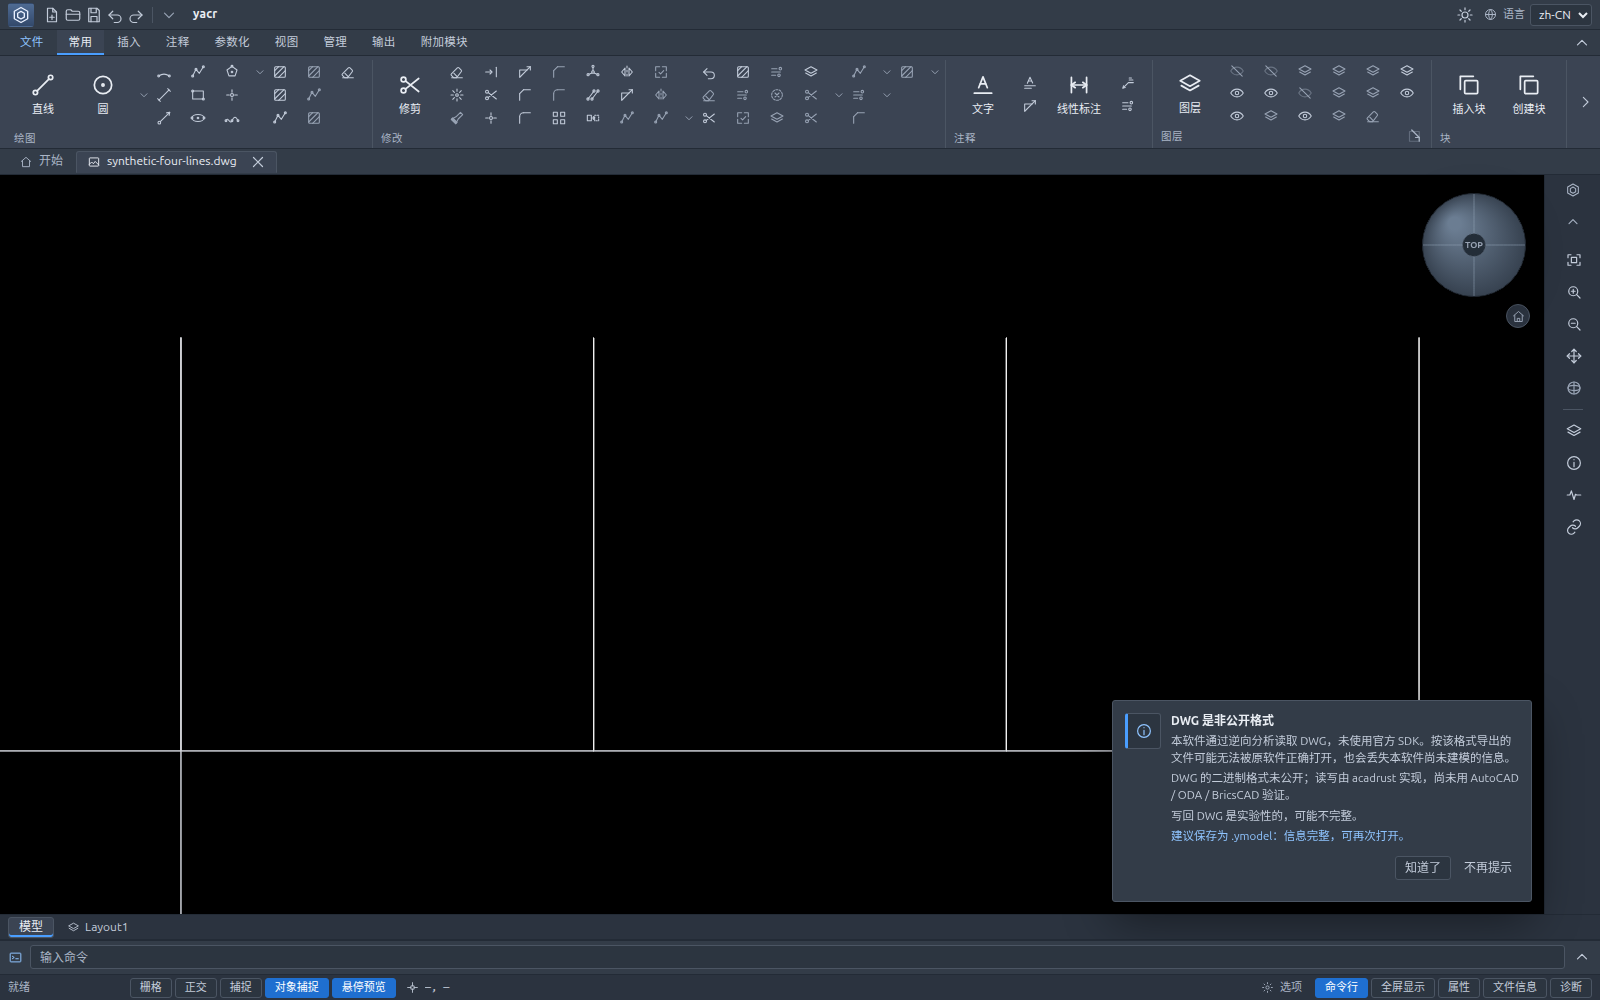 yacr
语言 zh-CN
文件 常用 插入 注释 参数化 视图 管理 输出 附加模块
直线 圆 修剪 文字 线性标注 图层 插入块 创建块
绘图 修改 注释 图层 块
开始 synthetic-four-lines.dwg
TOP
DWG 是非公开格式
本软件通过逆向分析读取 DWG，未使用官方 SDK。按该格式导出的
文件可能无法被原软件正确打开，也会丢失本软件尚未建模的信息。
DWG 的二进制格式未公开；读写由 acadrust 实现，尚未用 AutoCAD
/ ODA / BricsCAD 验证。
写回 DWG 是实验性的，可能不完整。
建议保存为 .ymodel：信息完整，可再次打开。
知道了 不再提示
模型 Layout1
输入命令
就绪 栅格 正交 捕捉 对象捕捉 悬停预览 —, — 选项 命令行 全屏显示 属性 文件信息 诊断